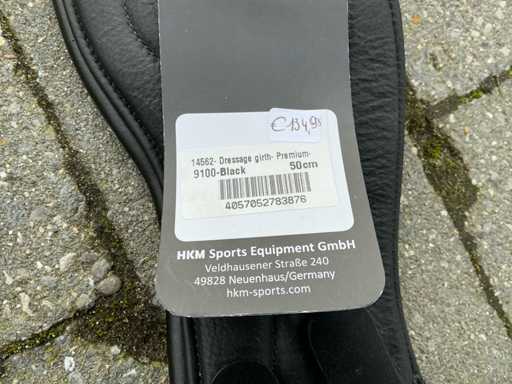 €134,95
14562- Dressage girth- Premium-
9100-Black 50cm
4057052783876
HKM Sports Equipment GmbH
Veldhausener Straße 240
49828 Neuenhaus/Germany
hkm-sports.com